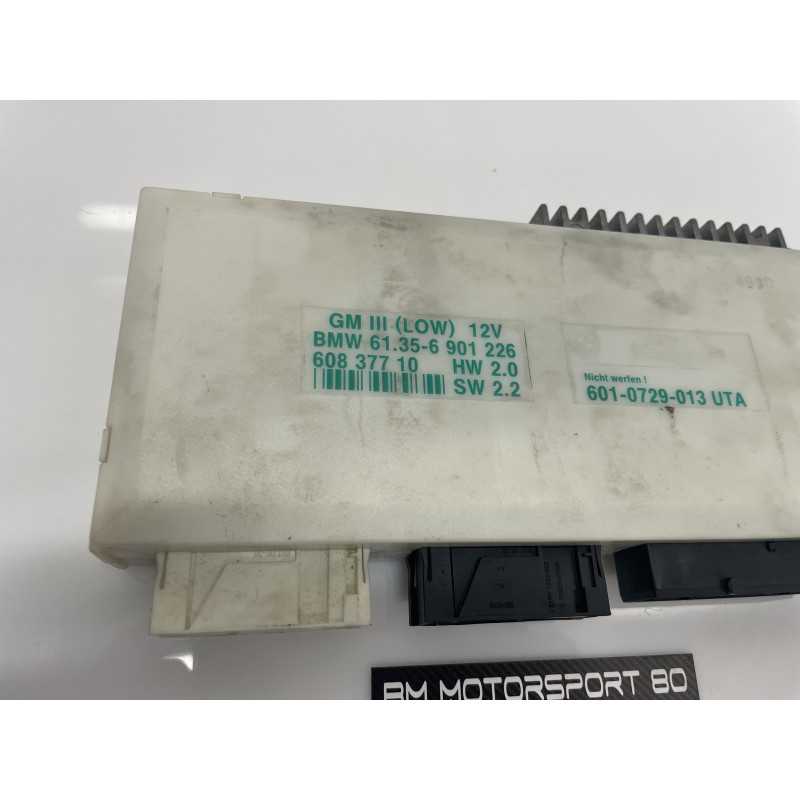 GM III (LOW) 12V
BMW 61.35-6 901 226
608 377 10 HW 2.0
SW 2.2
Nicht werfen !
601-0729-013 UTA
BM MOTORSPORT 80